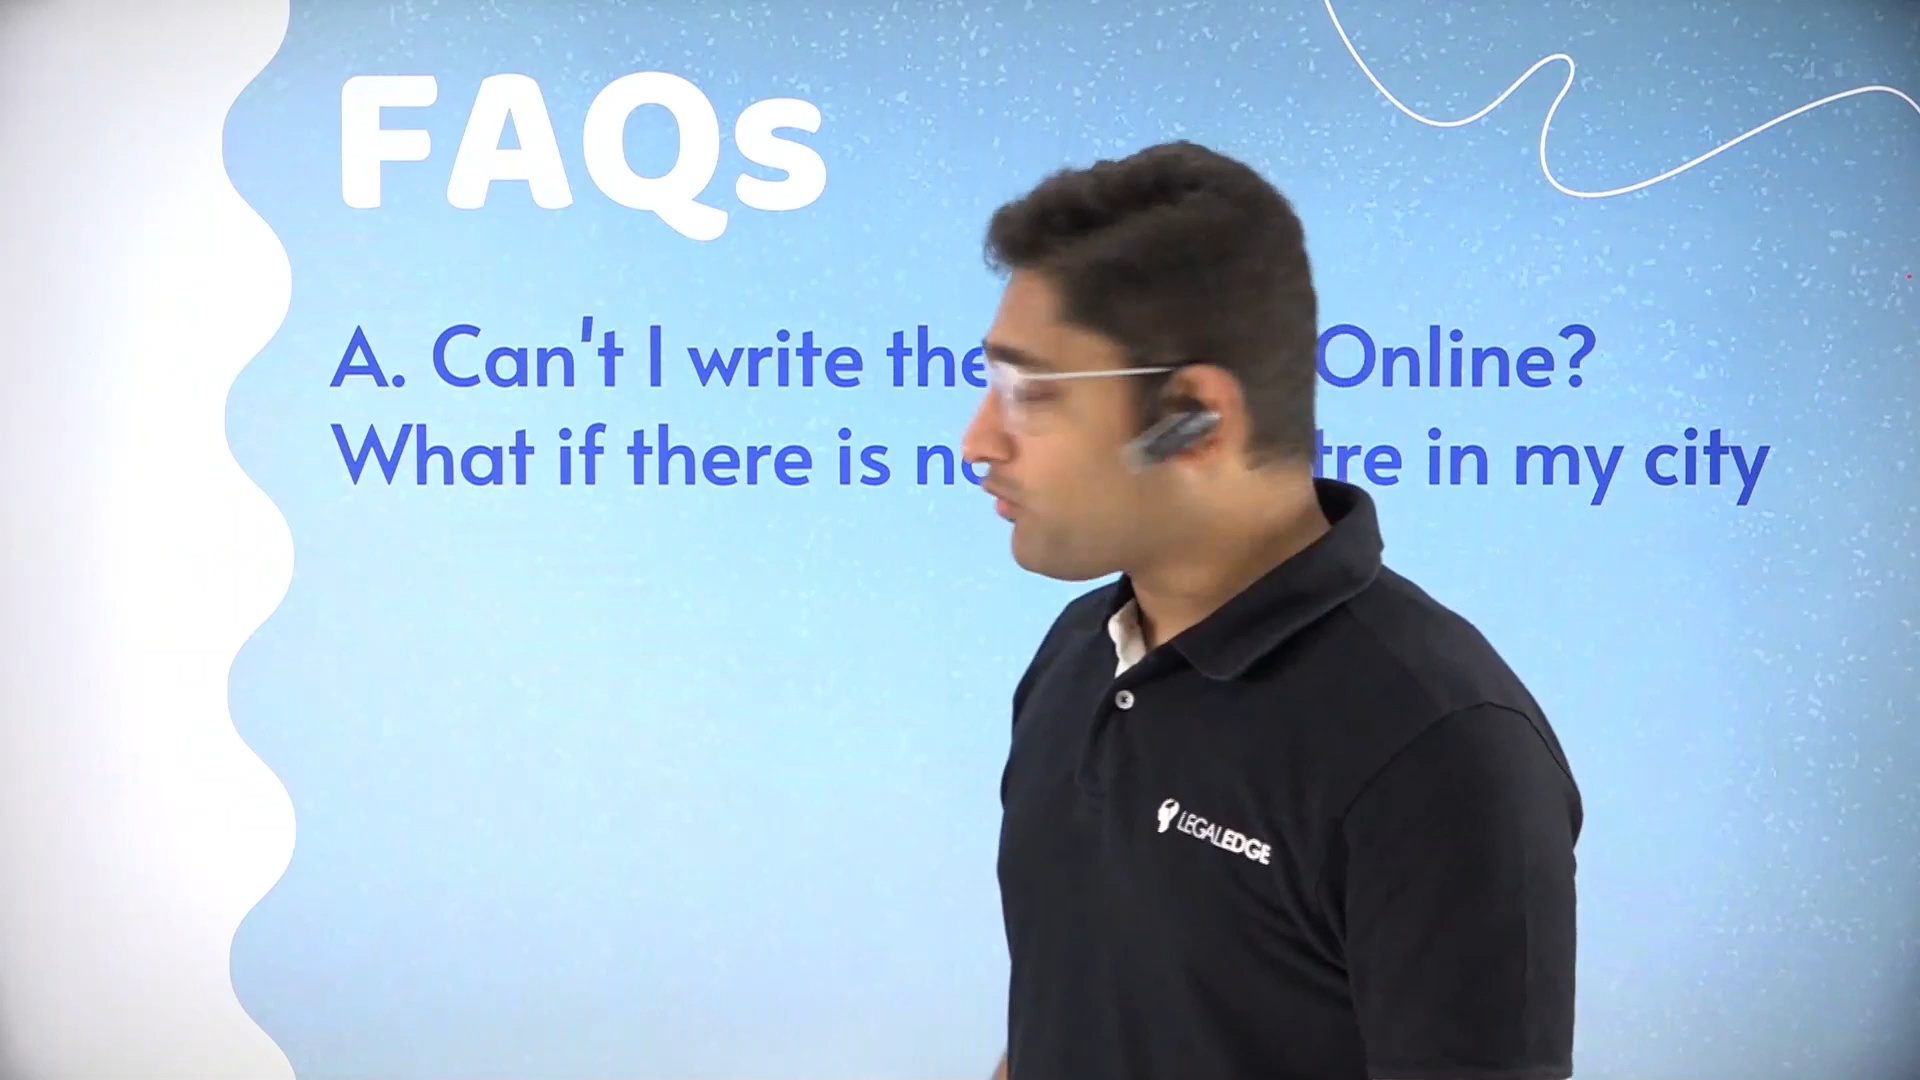 FAQs
A. Can't I write the Online?
What if there is in my city
LEGALEDGE